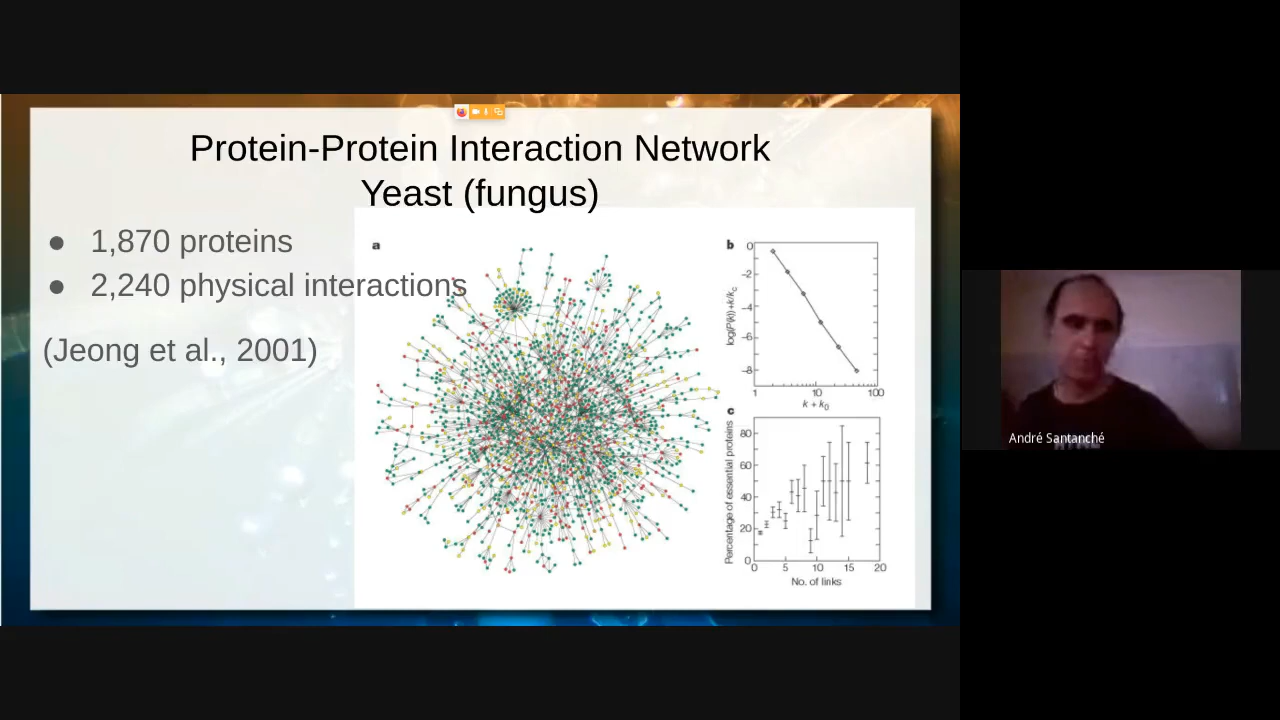 Protein-Protein Interaction Network
Yeast (fungus)
● 1,870 proteins
● 2,240 physical interactions
(Jeong et al., 2001)
a
b
0
–2
–4
–6
–8
log(P(k))+k/kc
1 10 100
k + k0
c
80
60
40
20
0
Percentage of essential proteins
0 5 10 15 20
No. of links
André Santanché